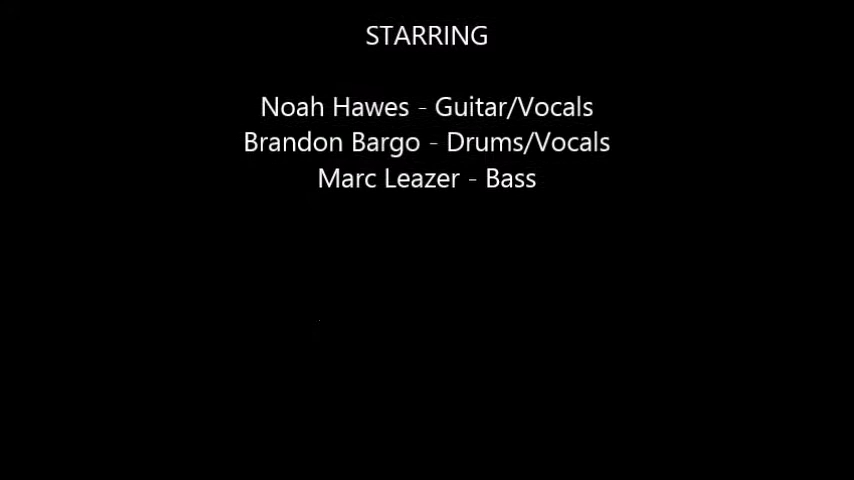 STARRING
Noah Hawes - Guitar/Vocals
Brandon Bargo - Drums/Vocals
Marc Leazer - Bass